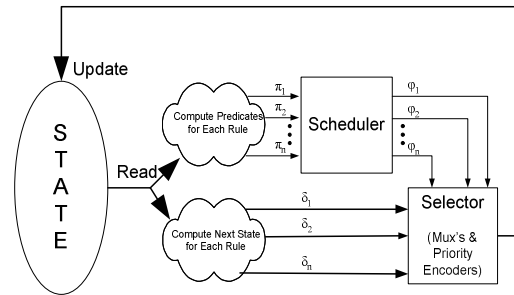 Update
STATE
Read
Compute Predicates
for Each Rule
π1
π2
πn
Scheduler
φ1
φ2
φn
Compute Next State
for Each Rule
δ1
δ2
δn
Selector
(Mux's &
Priority
Encoders)